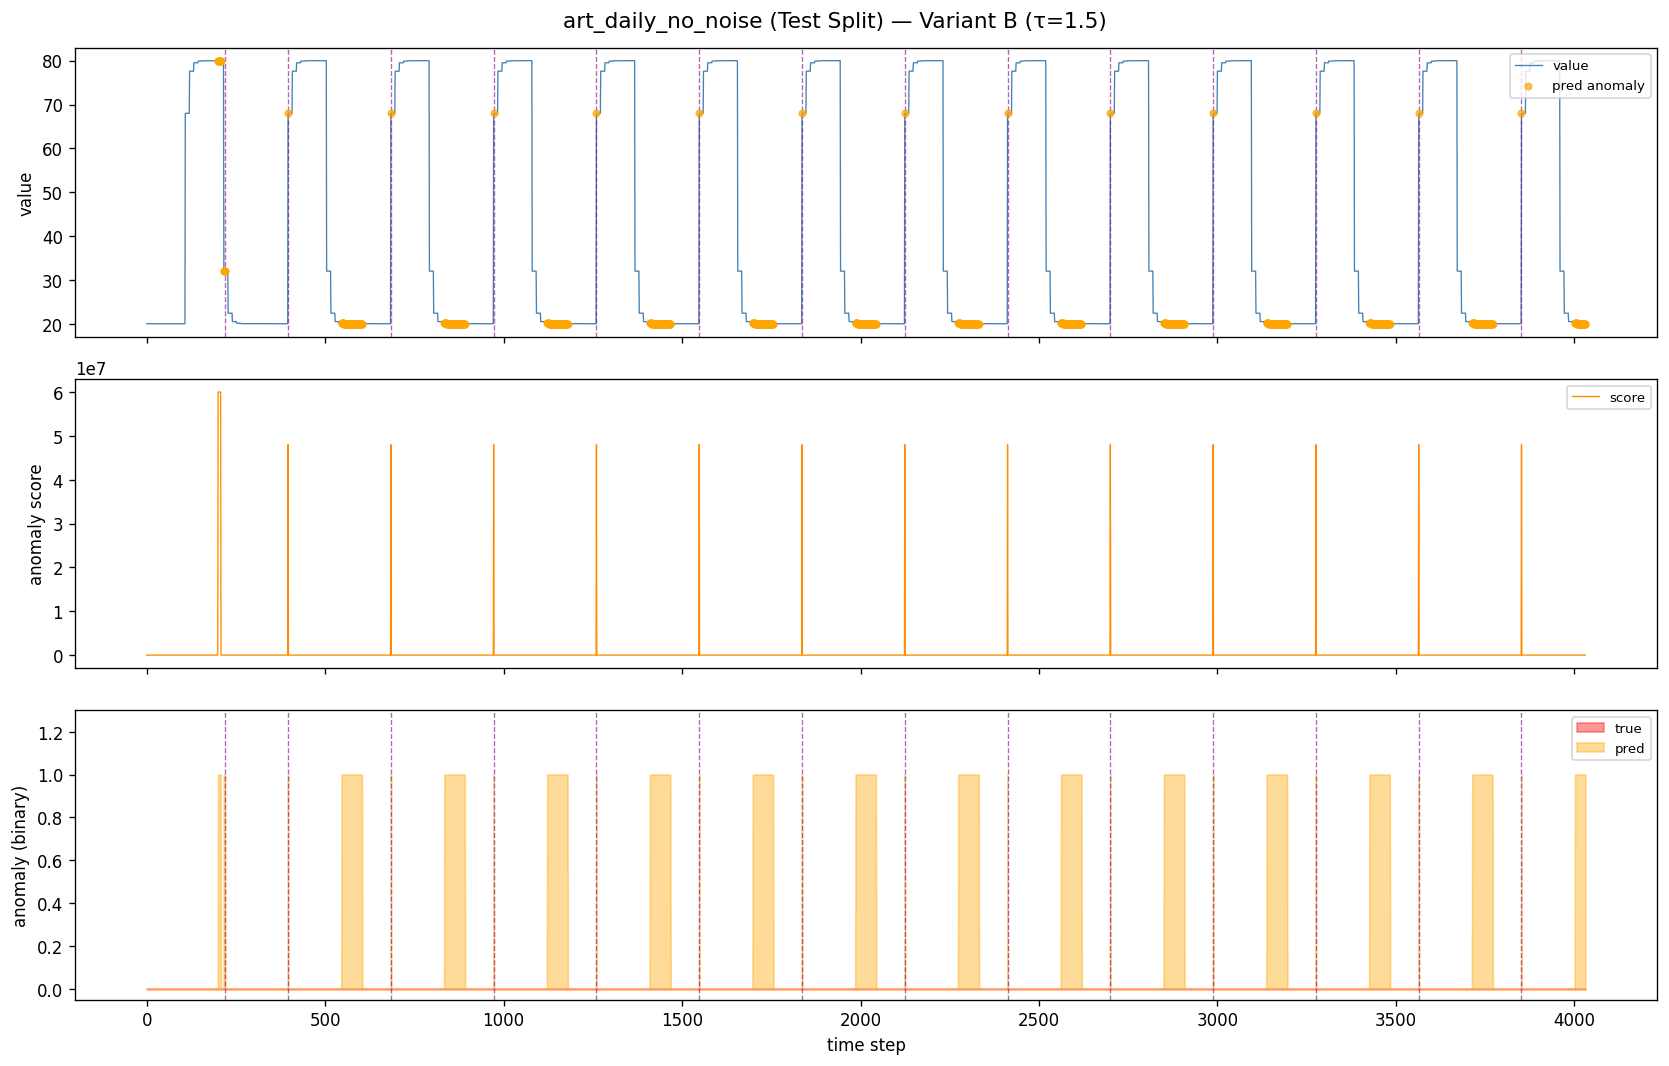 art_daily_no_noise (Test Split) — Variant B (τ=1.5)
80
70
60
50
40
30
20
value
value
pred anomaly
1e7
6
5
4
3
2
1
0
anomaly score
score
1.2
1.0
0.8
0.6
0.4
0.2
0.0
anomaly (binary)
true
pred
0 500 1000 1500 2000 2500 3000 3500 4000
time step